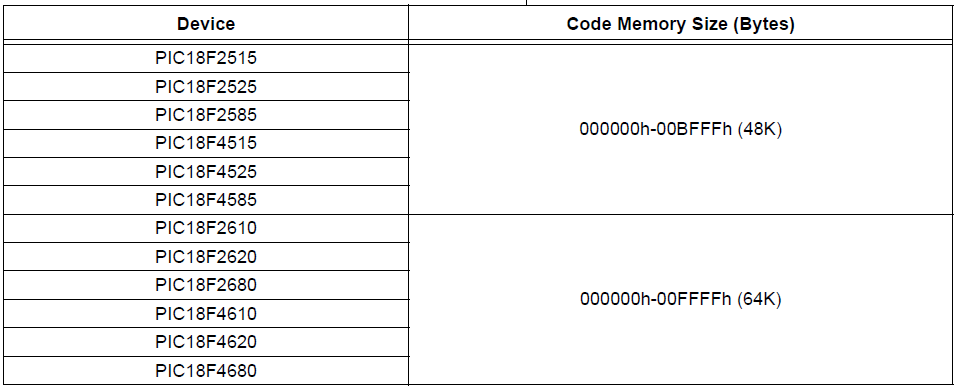 Device Code Memory Size (Bytes)
PIC18F2515
PIC18F2525
PIC18F2585
000000h-00BFFFh (48K)
PIC18F4515
PIC18F4525
PIC18F4585
PIC18F2610
PIC18F2620
PIC18F2680
000000h-00FFFFh (64K)
PIC18F4610
PIC18F4620
PIC18F4680